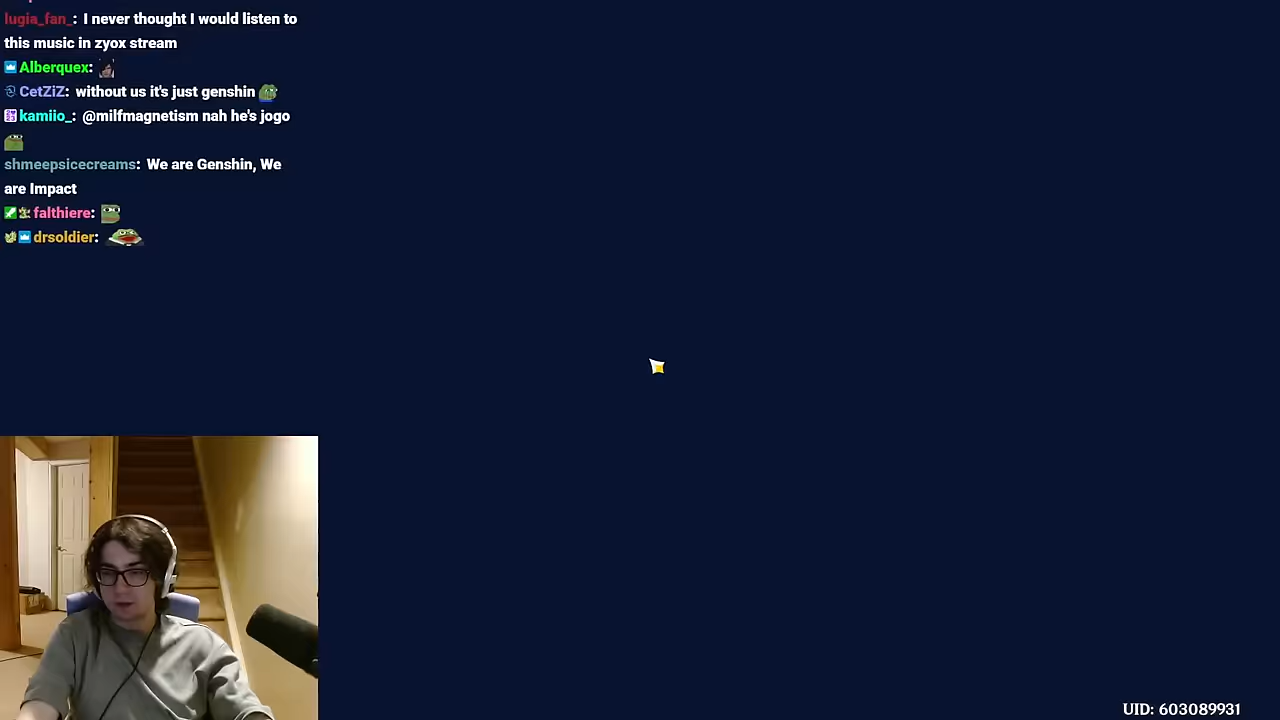 lugia_fan_: I never thought I would listen to
this music in zyox stream
Alberquex:
CetZiZ: without us it's just genshin
kamiio_: @milfmagnetism nah he's jogo
shmeepsicecreams: We are Genshin, We
are Impact
falthiere:
drsoldier:
UID: 603089931